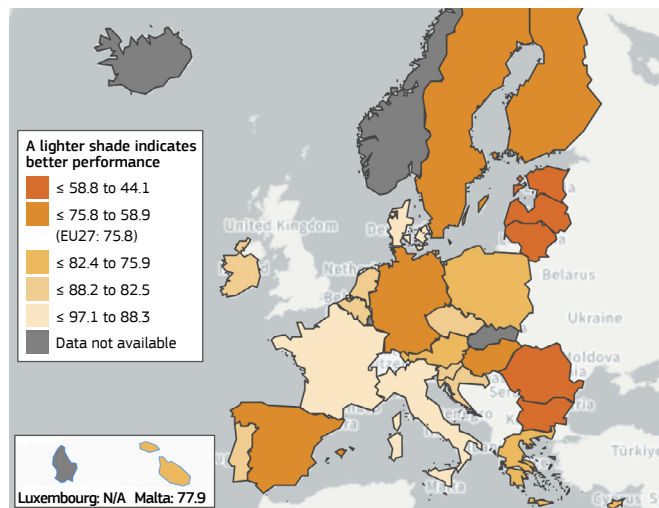 A lighter shade indicates
better performance
≤ 58.8 to 44.1
≤ 75.8 to 58.9
(EU27: 75.8)
≤ 82.4 to 75.9
≤ 88.2 to 82.5
≤ 97.1 to 88.3
Data not available
United Kingdom
Belarus
Ukraine
Moldova
Türkiye
Malta
Cyprus
Luxembourg: N/A Malta: 77.9